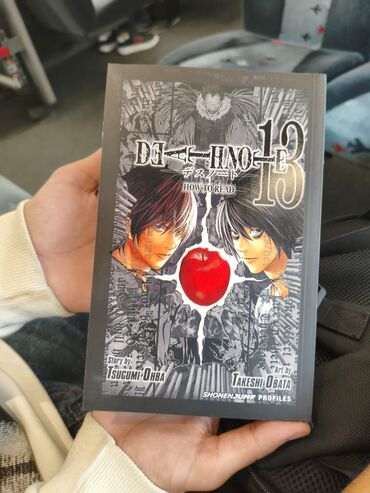 DEATH NOTE 13
デスノート
HOW TO READ
Story by:
TSUGUMI OHBA
Art by:
TAKESHI OBATA
SHONEN JUMP PROFILES